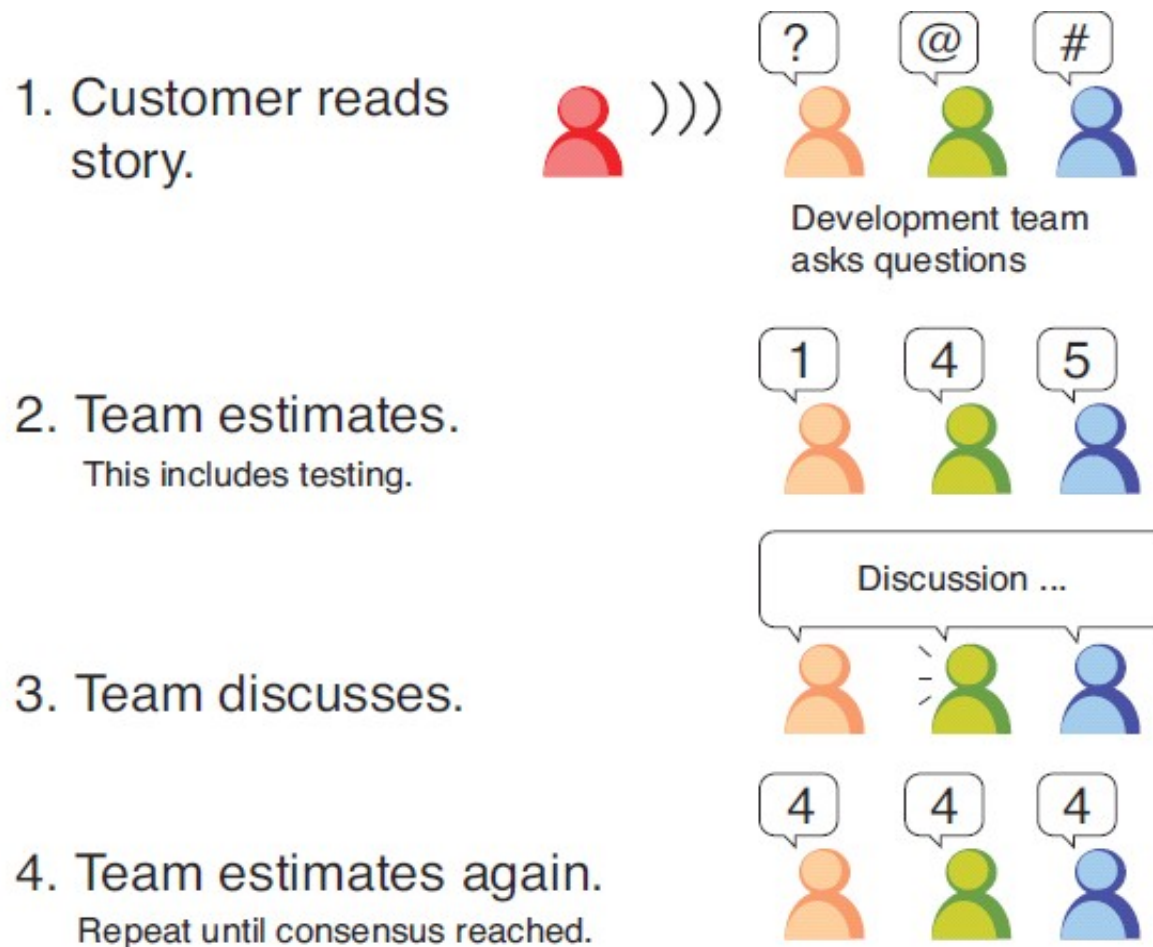 ? @ #
1. Customer reads
story.
Development team
asks questions
1 4 5
2. Team estimates.
This includes testing.
Discussion ...
3. Team discusses.
4 4 4
4. Team estimates again.
Repeat until consensus reached.